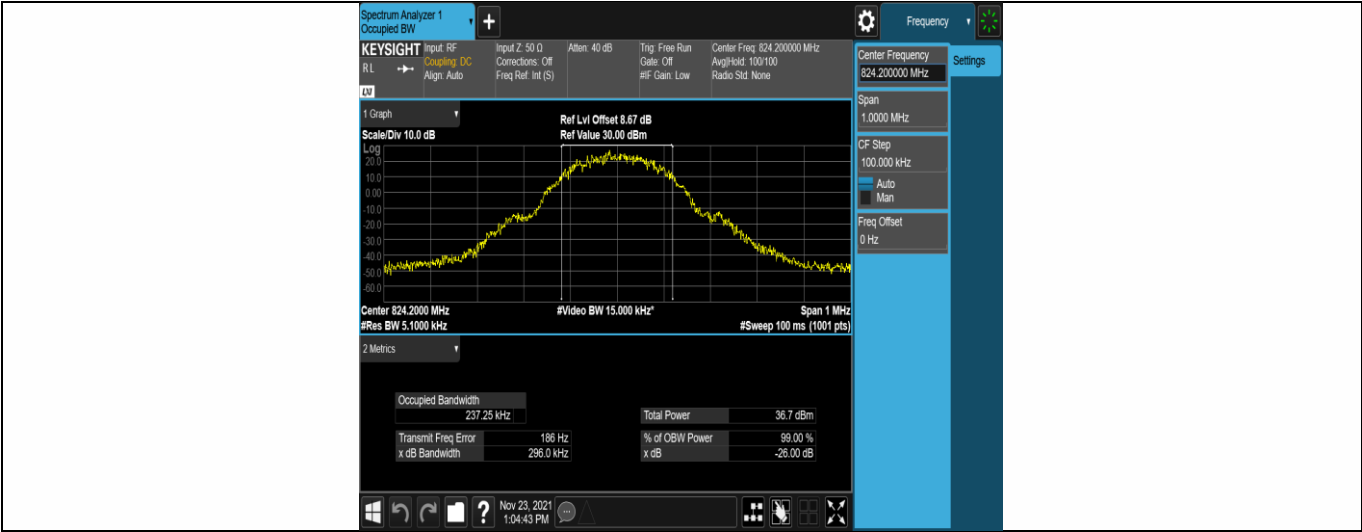 Spectrum Analyzer 1
Occupied BW
Frequency
KEYSIGHT
RL
LXI
Input: RF
Coupling: DC
Align: Auto
Input Z: 50 Ω
Corrections: Off
Freq Ref: Int (S)
Atten: 40 dB
Trig: Free Run
Gate: Off
#IF Gain: Low
Center Freq: 824.200000 MHz
Avg|Hold: 100/100
Radio Std: None
Center Frequency
824.200000 MHz
Settings
Span
1.0000 MHz
CF Step
100.000 kHz
Auto
Man
Freq Offset
0 Hz
1 Graph
Scale/Div 10.0 dB
Ref Lvl Offset 8.67 dB
Ref Value 30.00 dBm
Log
20.0
10.0
0.00
-10.0
-20.0
-30.0
-40.0
-50.0
-60.0
Center 824.2000 MHz
#Video BW 15.000 kHz*
Span 1 MHz
#Res BW 5.1000 kHz
#Sweep 100 ms (1001 pts)
2 Metrics
Occupied Bandwidth
237.25 kHz
Total Power 36.7 dBm
Transmit Freq Error 186 Hz
% of OBW Power 99.00 %
x dB Bandwidth 296.0 kHz
x dB -26.00 dB
?
Nov 23, 2021
1:04:43 PM